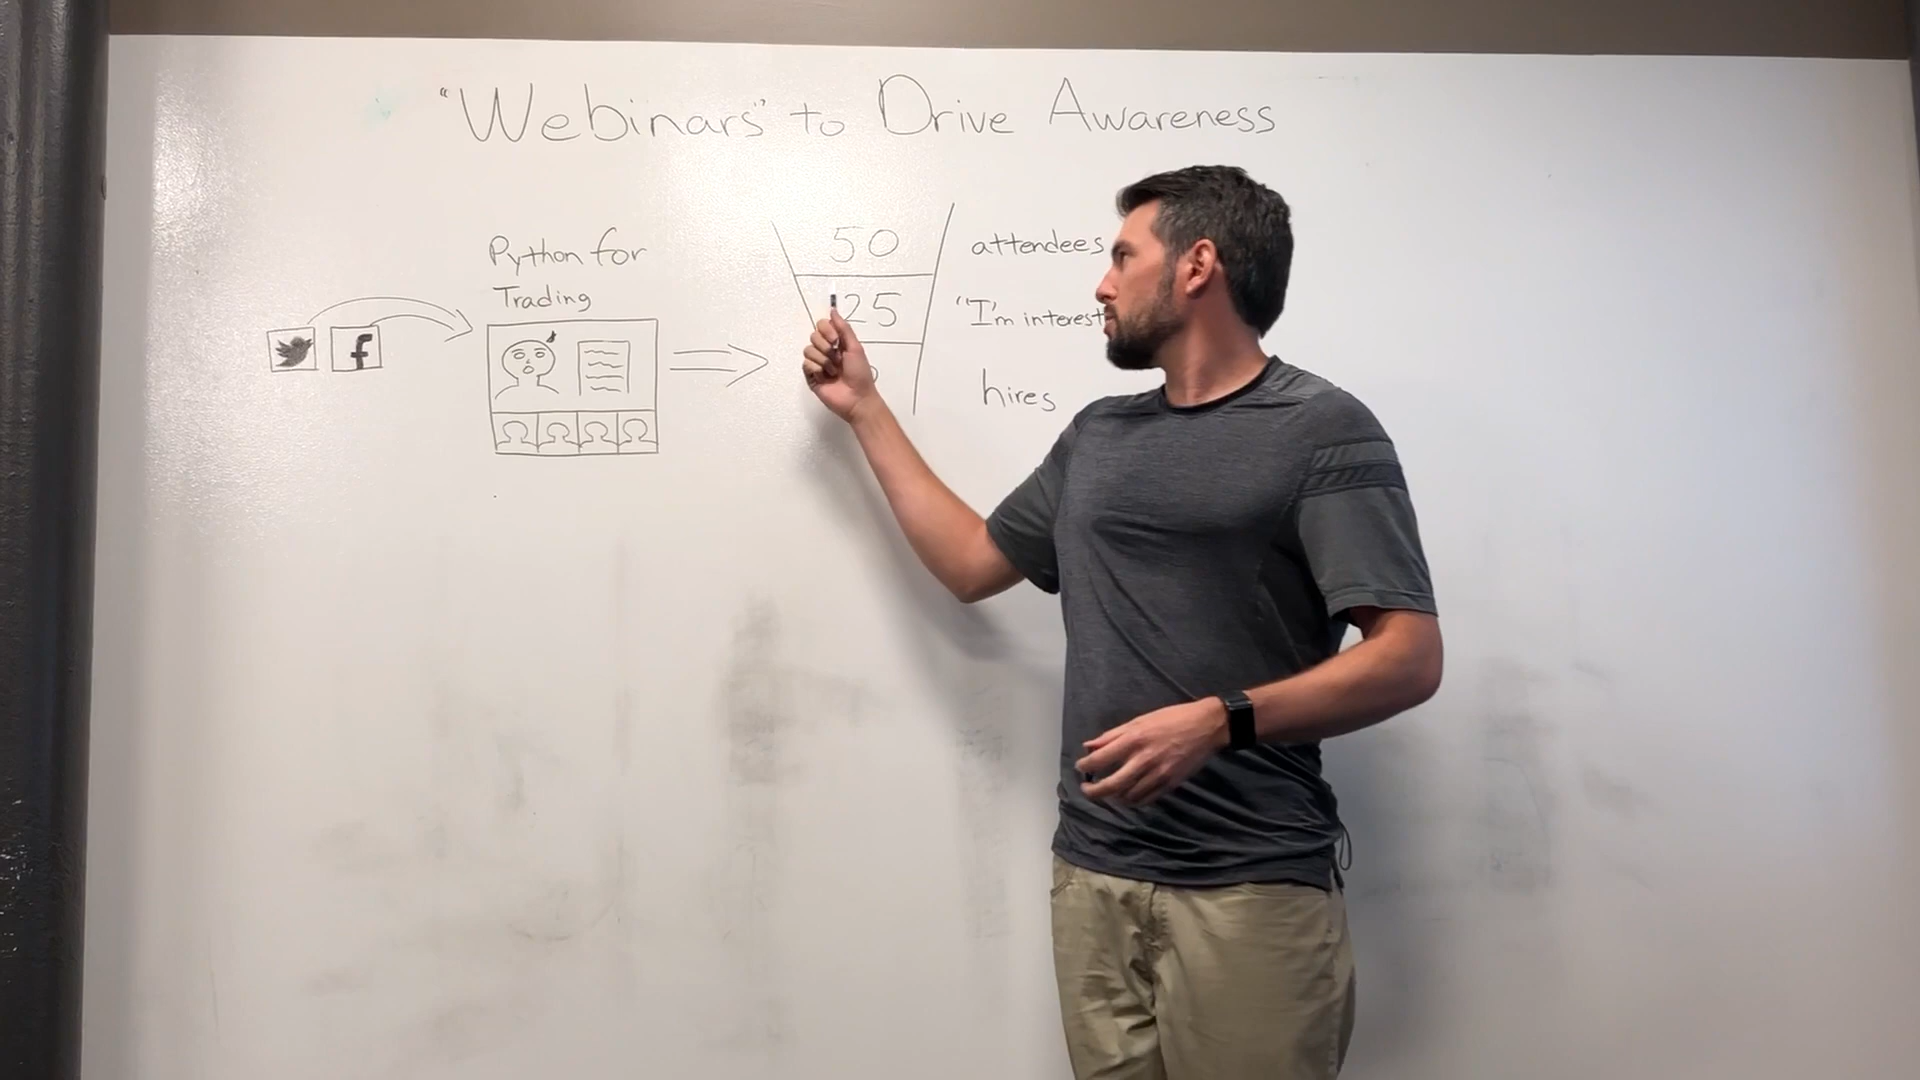 "Webinars" to Drive Awareness
Python for
Trading
f
50 attendees
25 "I'm interest
hires